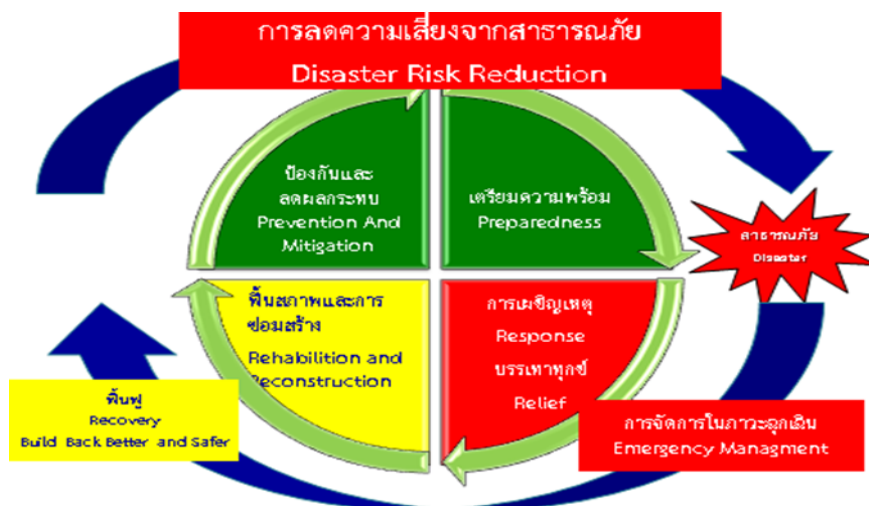 การลดความเสี่ยงจากสาธารณภัย
Disaster Risk Reduction
ป้องกันและ
ลดผลกระทบ
Prevention And
Mitigation
เตรียมความพร้อม
Preparedness
สาธารณภัย
Disaster
ฟื้นสภาพและการ
ซ่อมสร้าง
Rehabilition and
Reconstruction
การเผชิญเหตุ
Response
บรรเทาทุกข์
Relief
ฟื้นฟู
Recovery
Build Back Better and Safer
การจัดการในภาวะฉุกเฉิน
Emergency Managment